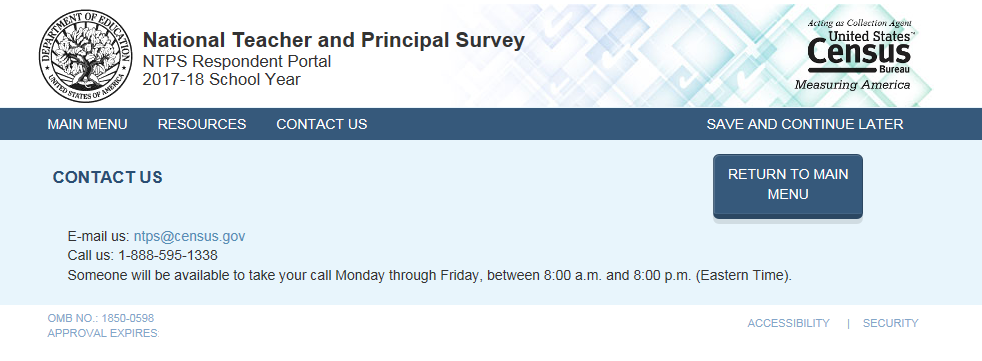 DEPARTMENT OF EDUCATION
UNITED STATES OF AMERICA
National Teacher and Principal Survey
NTPS Respondent Portal
2017-18 School Year
Acting as Collection Agent
United States™
Census
Bureau
Measuring America
MAIN MENU RESOURCES CONTACT US SAVE AND CONTINUE LATER
CONTACT US
RETURN TO MAIN
MENU
E-mail us: ntps@census.gov
Call us: 1-888-595-1338
Someone will be available to take your call Monday through Friday, between 8:00 a.m. and 8:00 p.m. (Eastern Time).
OMB NO.: 1850-0598
APPROVAL EXPIRES
ACCESSIBILITY | SECURITY